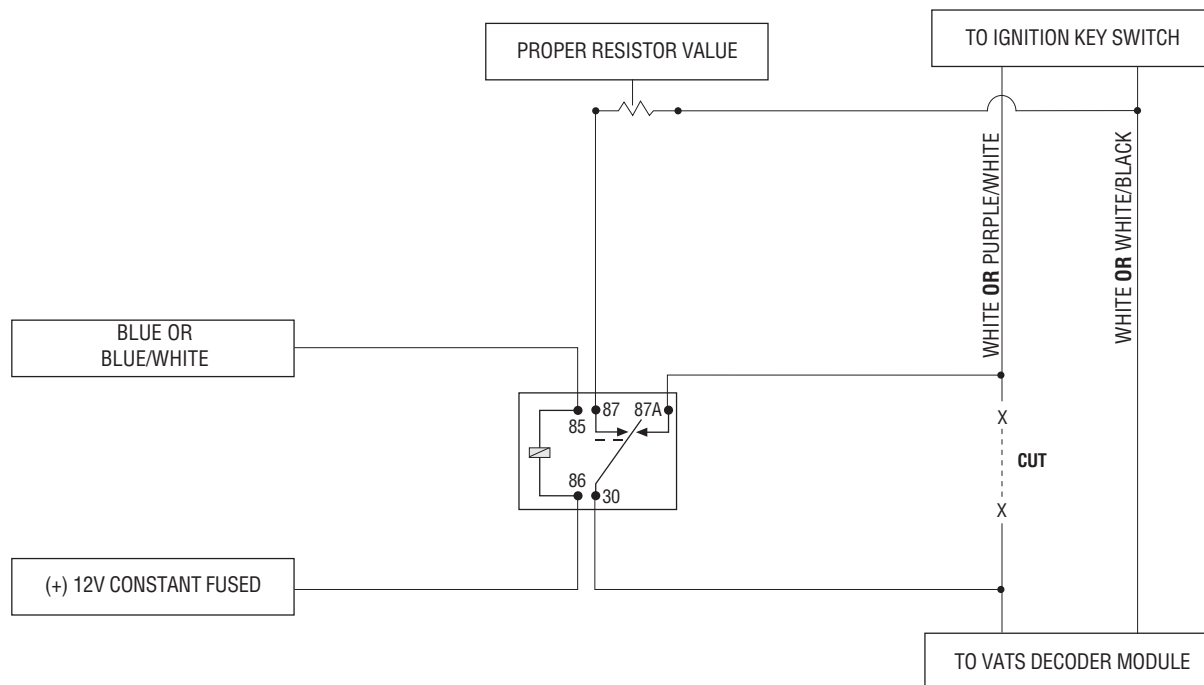 PROPER RESISTOR VALUE
TO IGNITION KEY SWITCH
WHITE OR PURPLE/WHITE
WHITE OR WHITE/BLACK
BLUE OR
BLUE/WHITE
87
87A
85
86
30
X
CUT
X
(+) 12V CONSTANT FUSED
TO VATS DECODER MODULE